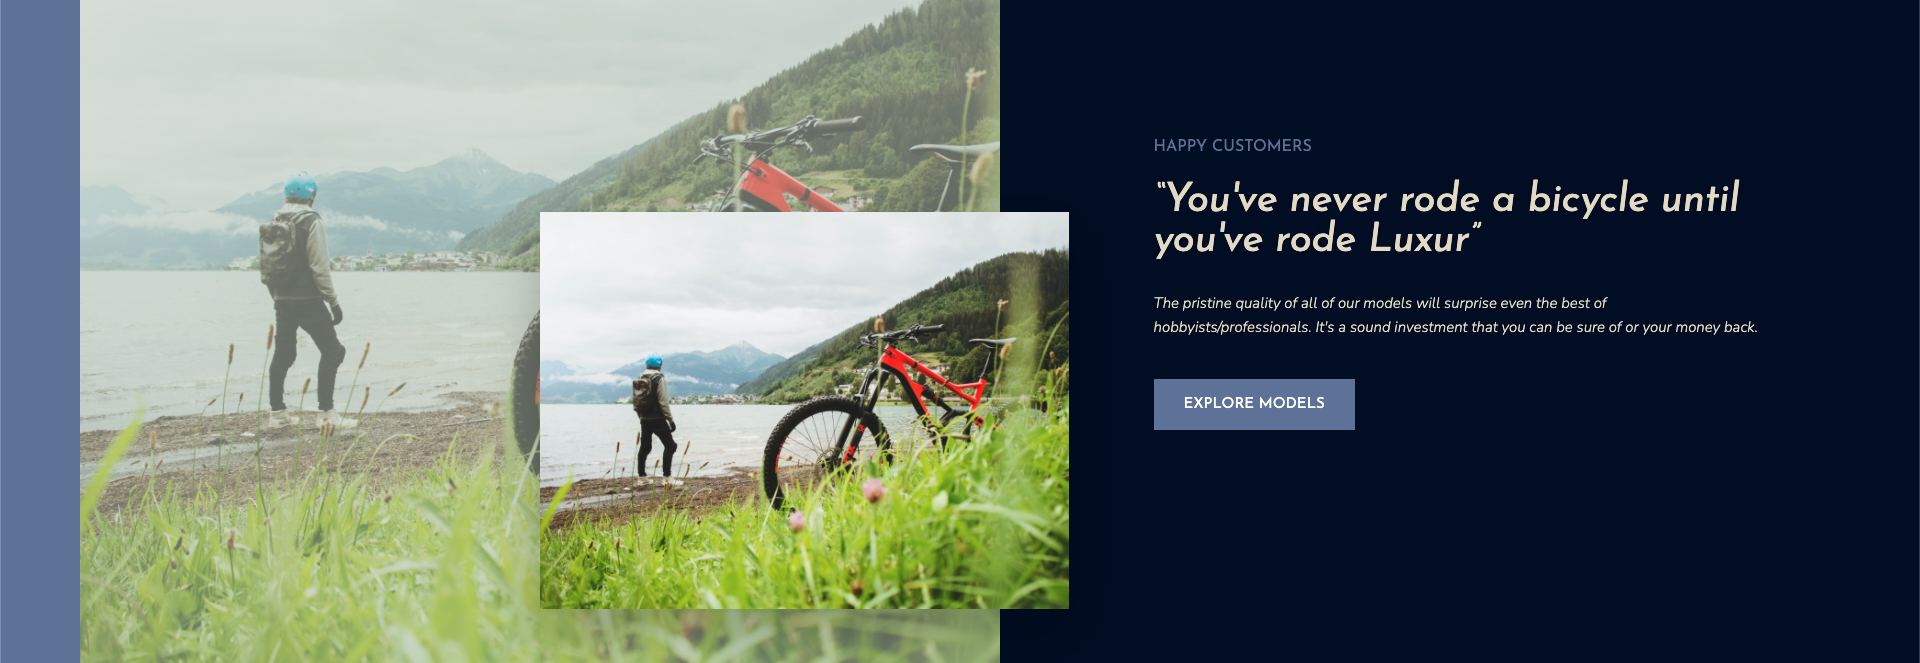 HAPPY CUSTOMERS
“You've never rode a bicycle until
you've rode Luxur”
The pristine quality of all of our models will surprise even the best of
hobbyists/professionals. It's a sound investment that you can be sure of or your money back.
EXPLORE MODELS